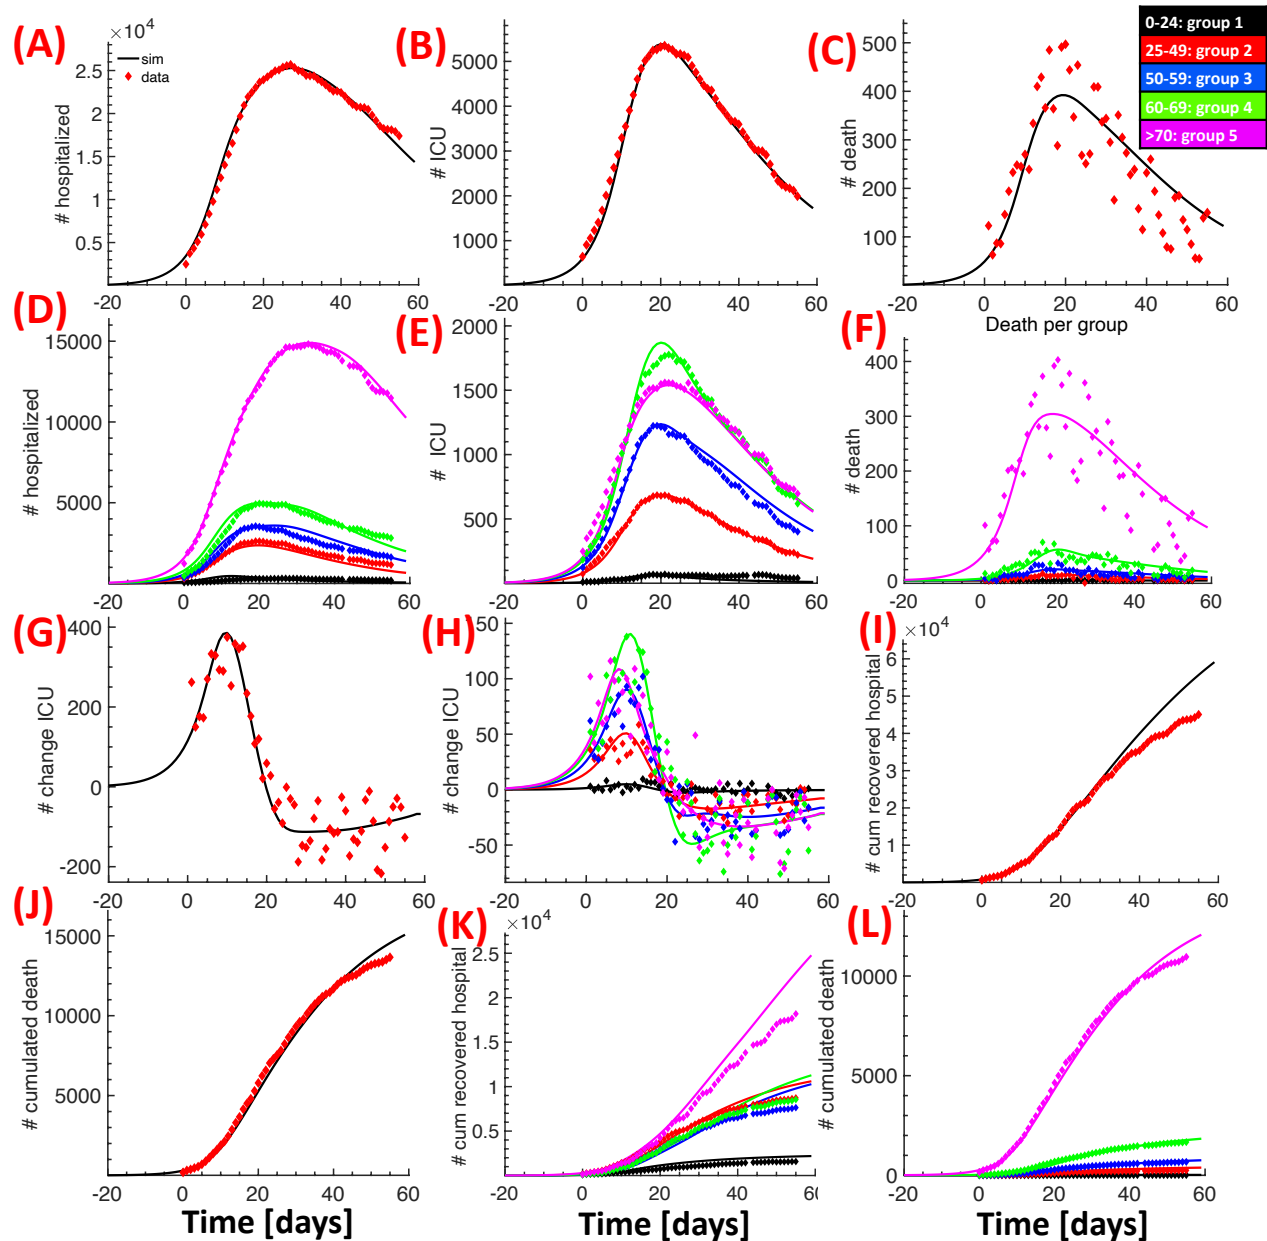 (A)
×10⁴
sim
data
# hospitalized
2.5
2
1.5
1
0.5
-20 0 20 40 60
(B)
# ICU
5000
4000
3000
2000
1000
-20 0 20 40 60
(C)
# death
500
400
300
200
100
-20 0 20 40 60
Death per group
0-24: group 1
25-49: group 2
50-59: group 3
60-69: group 4
>70: group 5
(D)
# hospitalized
15000
10000
5000
0
-20 0 20 40 60
(E)
# ICU
2000
1500
1000
500
0
-20 0 20 40 60
(F)
# death
400
300
200
100
0
-20 0 20 40 60
(G)
# change ICU
400
200
0
-200
-20 0 20 40 60
(H)
# change ICU
150
100
50
0
-50
-20 0 20 40 60
(I)
×10⁴
# cum recovered hospital
6
5
4
3
2
1
-20 0 20 40 60
(J)
# cumulated death
15000
10000
5000
-20 0 20 40 60
Time [days]
(K)
×10⁴
# cum recovered hospital
2.5
2
1.5
1
0.5
-20 0 20 40 60
Time [days]
(L)
# cumulated death
10000
5000
0
-20 0 20 40 60
Time [days]